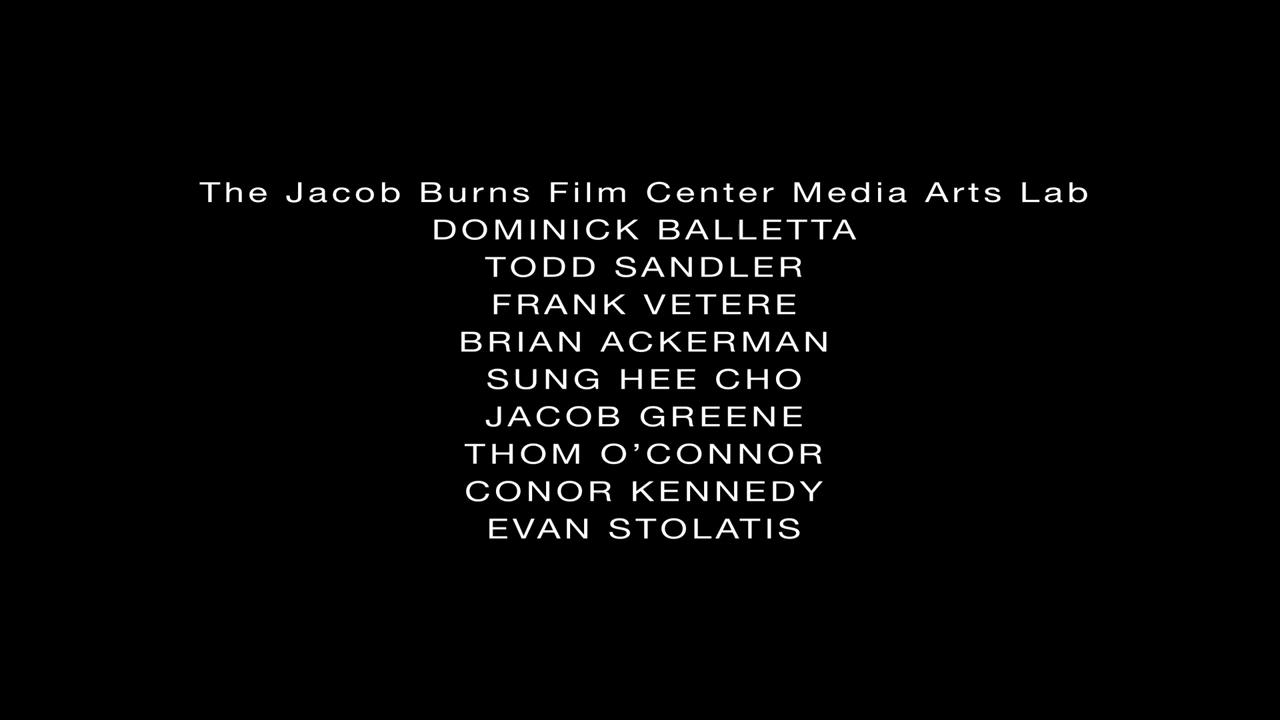 The Jacob Burns Film Center Media Arts Lab
DOMINICK BALLETTA
TODD SANDLER
FRANK VETERE
BRIAN ACKERMAN
SUNG HEE CHO
JACOB GREENE
THOM O’CONNOR
CONOR KENNEDY
EVAN STOLATIS